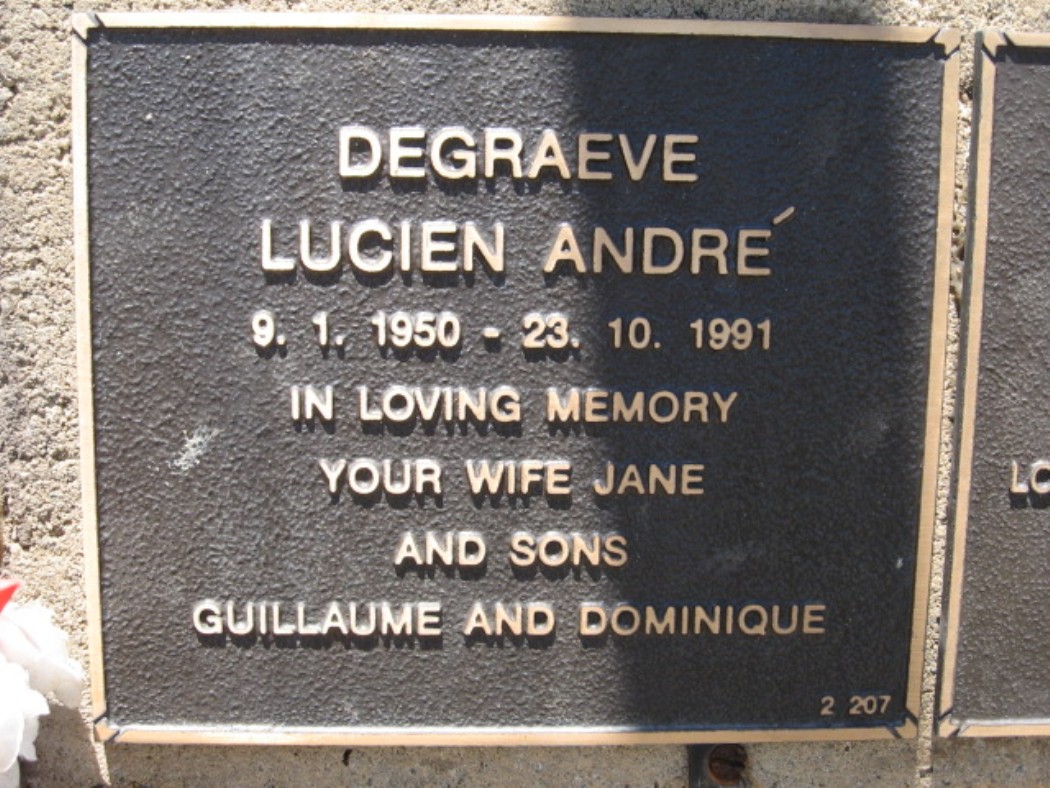 DEGRAEVE
LUCIEN ANDRÉ
9. 1. 1950 - 23. 10. 1991
IN LOVING MEMORY
YOUR WIFE JANE
AND SONS
GUILLAUME AND DOMINIQUE
2 207